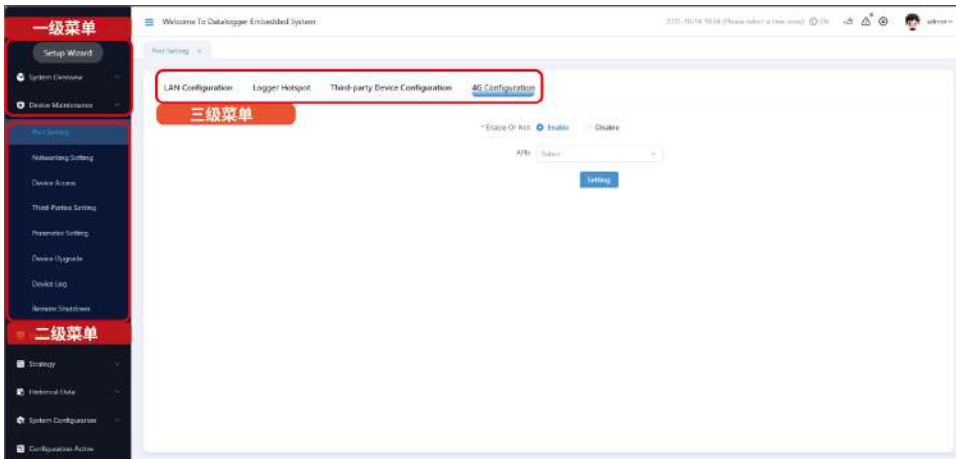 一级菜单
Welcome To Datalogger Embedded System
admin
Setup Wizard
Port Setting ×
System Overview
Device Maintenance
LAN Configuration Logger Hotspot Third-party Device Configuration 4G Configuration
三级菜单
* Enable Or Not Enable Disable
APN Select
Setting
Port Setting
Networking Setting
Device Access
Third-Parties Setting
Parameter Setting
Device Upgrade
Device Log
Remote Shutdown
二级菜单
Strategy
Historical Data
System Configuration
Configuration Active